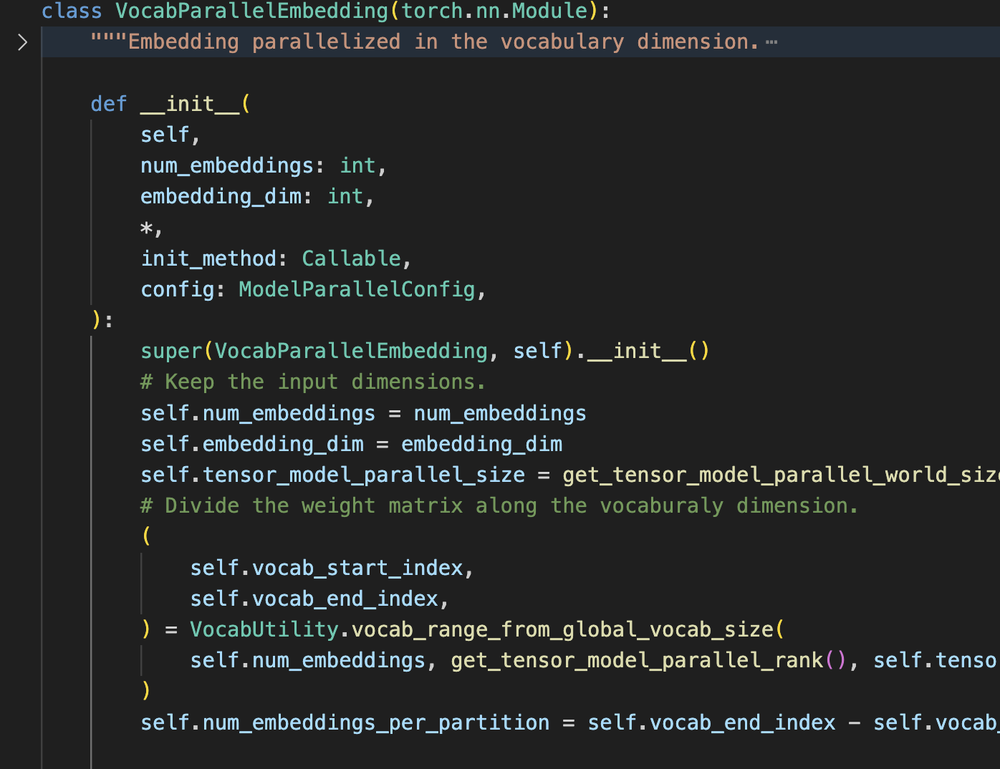 class VocabParallelEmbedding(torch.nn.Module):
"""Embedding parallelized in the vocabulary dimension. ⋯
def __init__(
self,
num_embeddings: int,
embedding_dim: int,
*,
init_method: Callable,
config: ModelParallelConfig,
):
super(VocabParallelEmbedding, self).__init__()
# Keep the input dimensions.
self.num_embeddings = num_embeddings
self.embedding_dim = embedding_dim
self.tensor_model_parallel_size = get_tensor_model_parallel_world_siz
# Divide the weight matrix along the vocaburaly dimension.
(
self.vocab_start_index,
self.vocab_end_index,
) = VocabUtility.vocab_range_from_global_vocab_size(
self.num_embeddings, get_tensor_model_parallel_rank(), self.tenso
)
self.num_embeddings_per_partition = self.vocab_end_index - self.vocab_